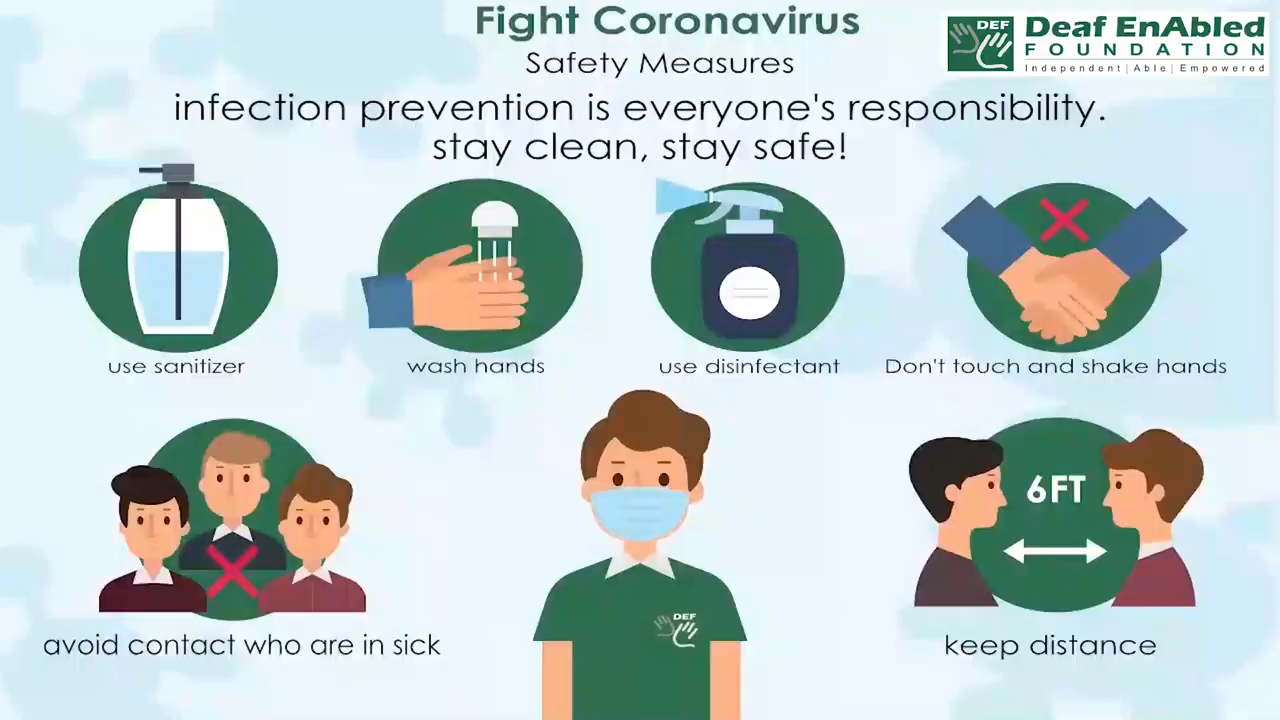 Fight Coronavirus
Safety Measures
DEF
Deaf EnAbled
FOUNDATION
Independent | Able | Empowered
infection prevention is everyone's responsibility.
stay clean, stay safe!
use sanitizer
wash hands
use disinfectant
Don't touch and shake hands
6FT
DEF
avoid contact who are in sick
keep distance